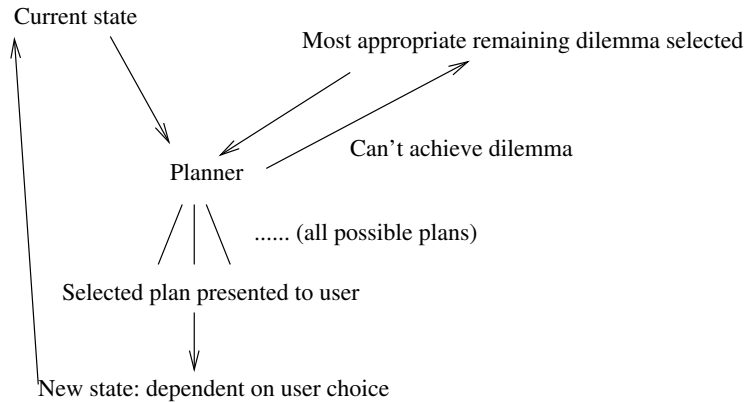 Current state
Most appropriate remaining dilemma selected
Can't achieve dilemma
Planner
...... (all possible plans)
Selected plan presented to user
New state: dependent on user choice